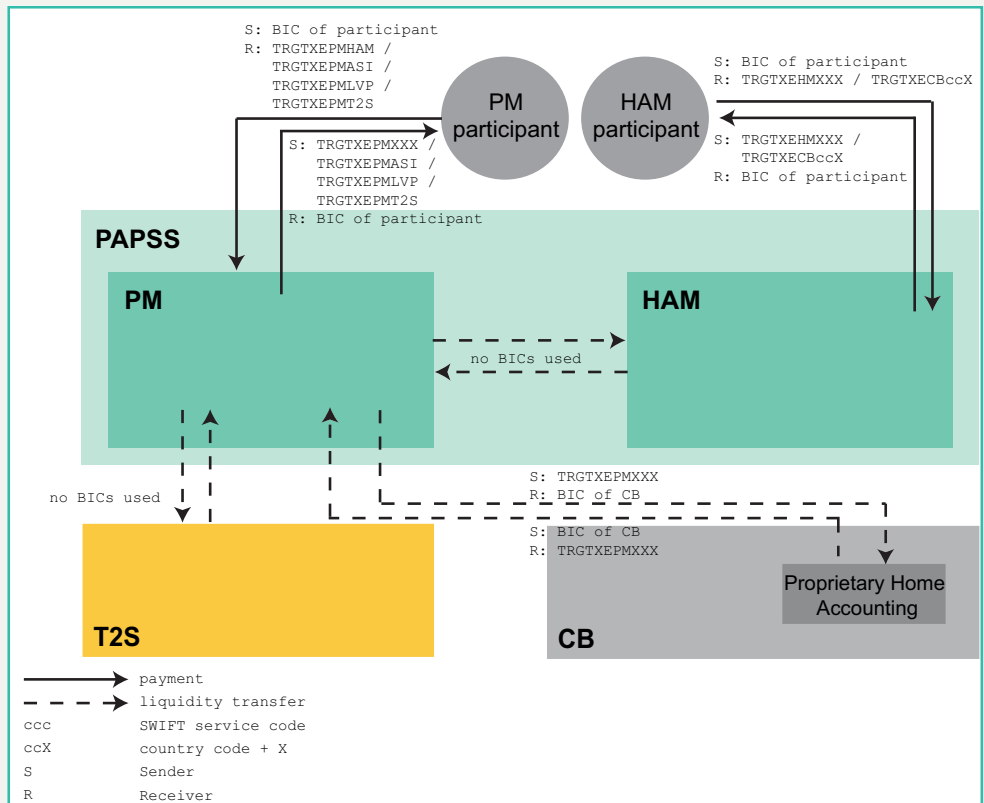 S: BIC of participant
R: TRGTXEPMHAM /
TRGTXEPMASI /
TRGTXEPMLVP /
TRGTXEPMT2S
PM
participant
HAM
participant
S: BIC of participant
R: TRGTXEHMXXX / TRGTXECBccX
S: TRGTXEPMXXX /
TRGTXEPMASI /
TRGTXEPMLVP /
TRGTXEPMT2S
R: BIC of participant
S: TRGTXEHMXXX /
TRGTXECBccX
R: BIC of participant
PAPSS
PM
HAM
no BICs used
no BICs used
S: TRGTXEPMXXX
R: BIC of CB
S: BIC of CB
R: TRGTXEPMXXX
Proprietary Home
Accounting
T2S
CB
payment
liquidity transfer
ccc SWIFT service code
ccX country code + X
S Sender
R Receiver